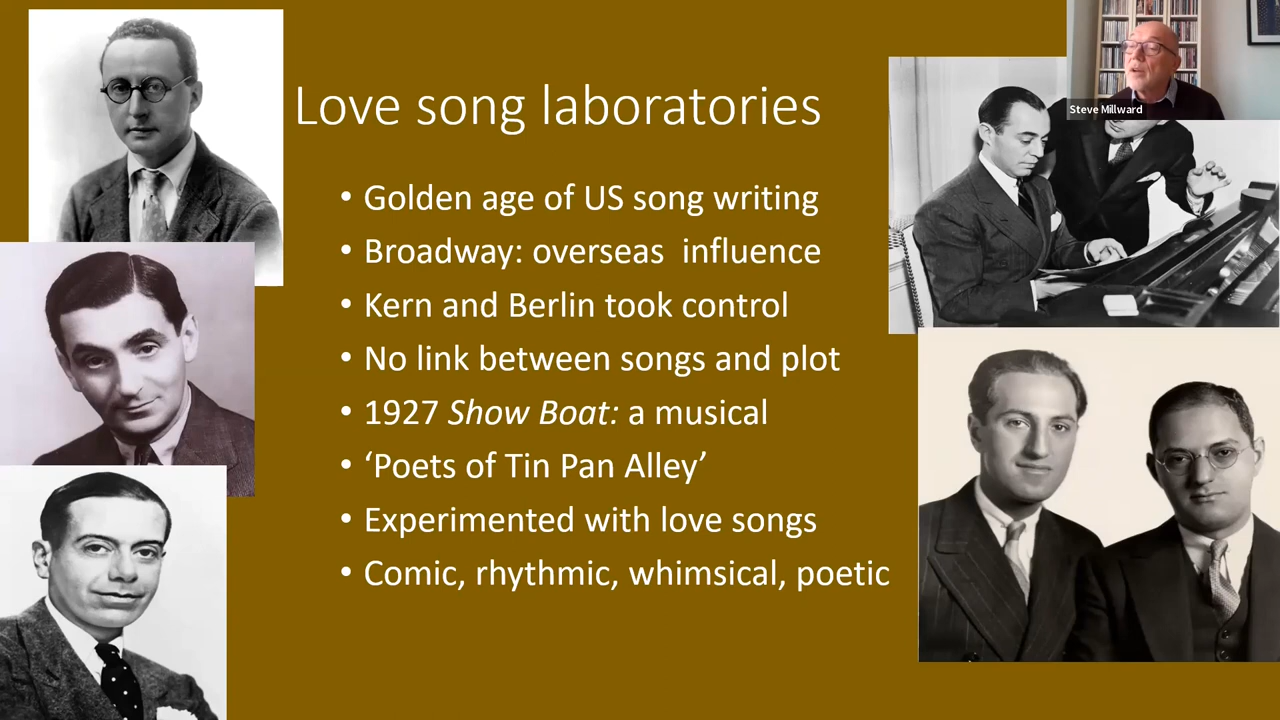 Love song laboratories
• Golden age of US song writing
• Broadway: overseas  influence
• Kern and Berlin took control
• No link between songs and plot
• 1927 Show Boat: a musical
• ‘Poets of Tin Pan Alley’
• Experimented with love songs
• Comic, rhythmic, whimsical, poetic
Steve Millward